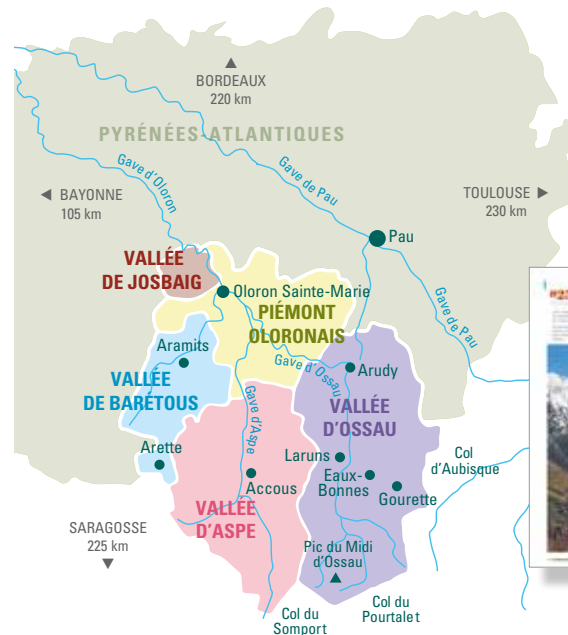 BORDEAUX
220 km
PYRÉNÉES-ATLANTIQUES
Gave d'Oloron
Gave de Pau
BAYONNE
105 km
TOULOUSE
230 km
Pau
VALLÉE
DE JOSBAIG
Oloron Sainte-Marie
PIÉMONT
OLORONAIS
Gave de Pau
Aramits
Gave d'Ossau
Arudy
VALLÉE
DE BARÉTOUS
Gave d'Aspe
VALLÉE
D'OSSAU
Arette
Laruns
Col
d'Aubisque
Eaux-
Bonnes
Accous
Gourette
VALLÉE
D'ASPE
SARAGOSSE
225 km
Pic du Midi
d'Ossau
Col du
Somport
Col du
Pourtalet